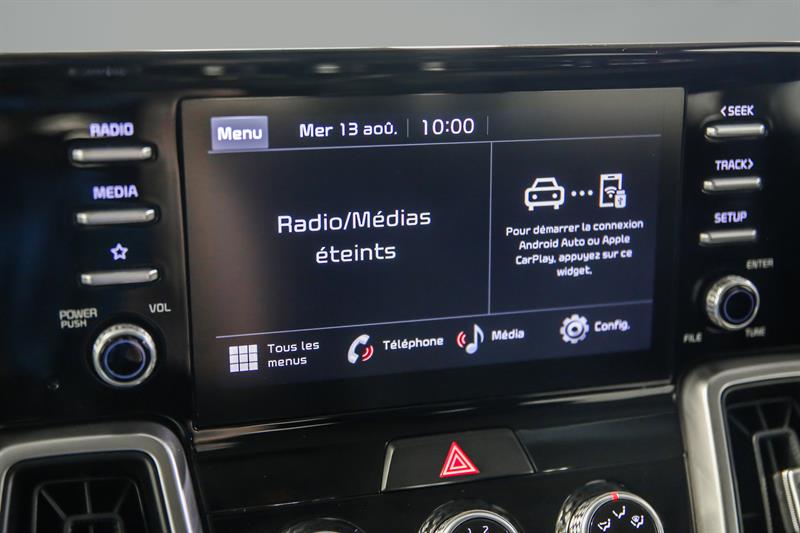 RADIO
MEDIA
POWER
PUSH
VOL
Menu
Mer 13 aoû.
10:00
Radio/Médias
éteints
Pour démarrer la connexion
Android Auto ou Apple
CarPlay, appuyez sur ce
widget.
Tous les
menus
Téléphone
Média
Config.
<SEEK
TRACK>
SETUP
ENTER
FILE
TUNE
1 2